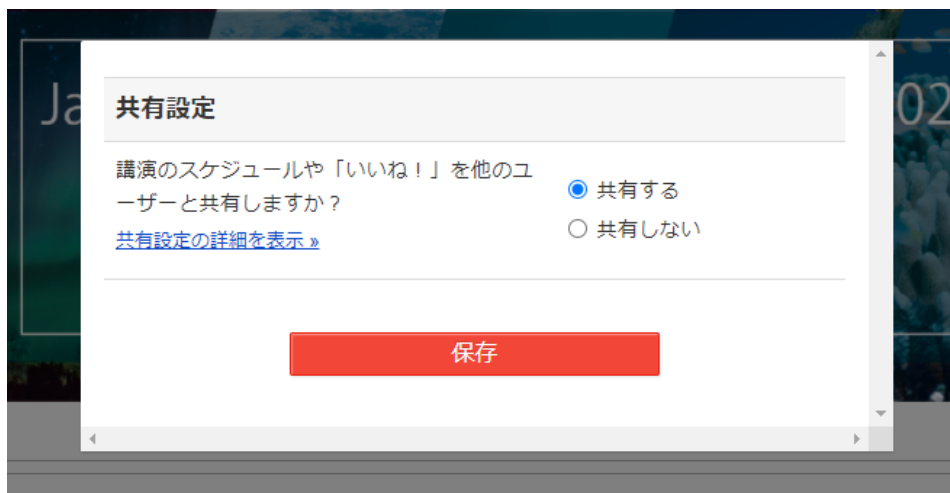 Ja
02
共有設定
講演のスケジュールや「いいね！」を他のユ
ーザーと共有しますか？
共有設定の詳細を表示 »
共有する
共有しない
保存